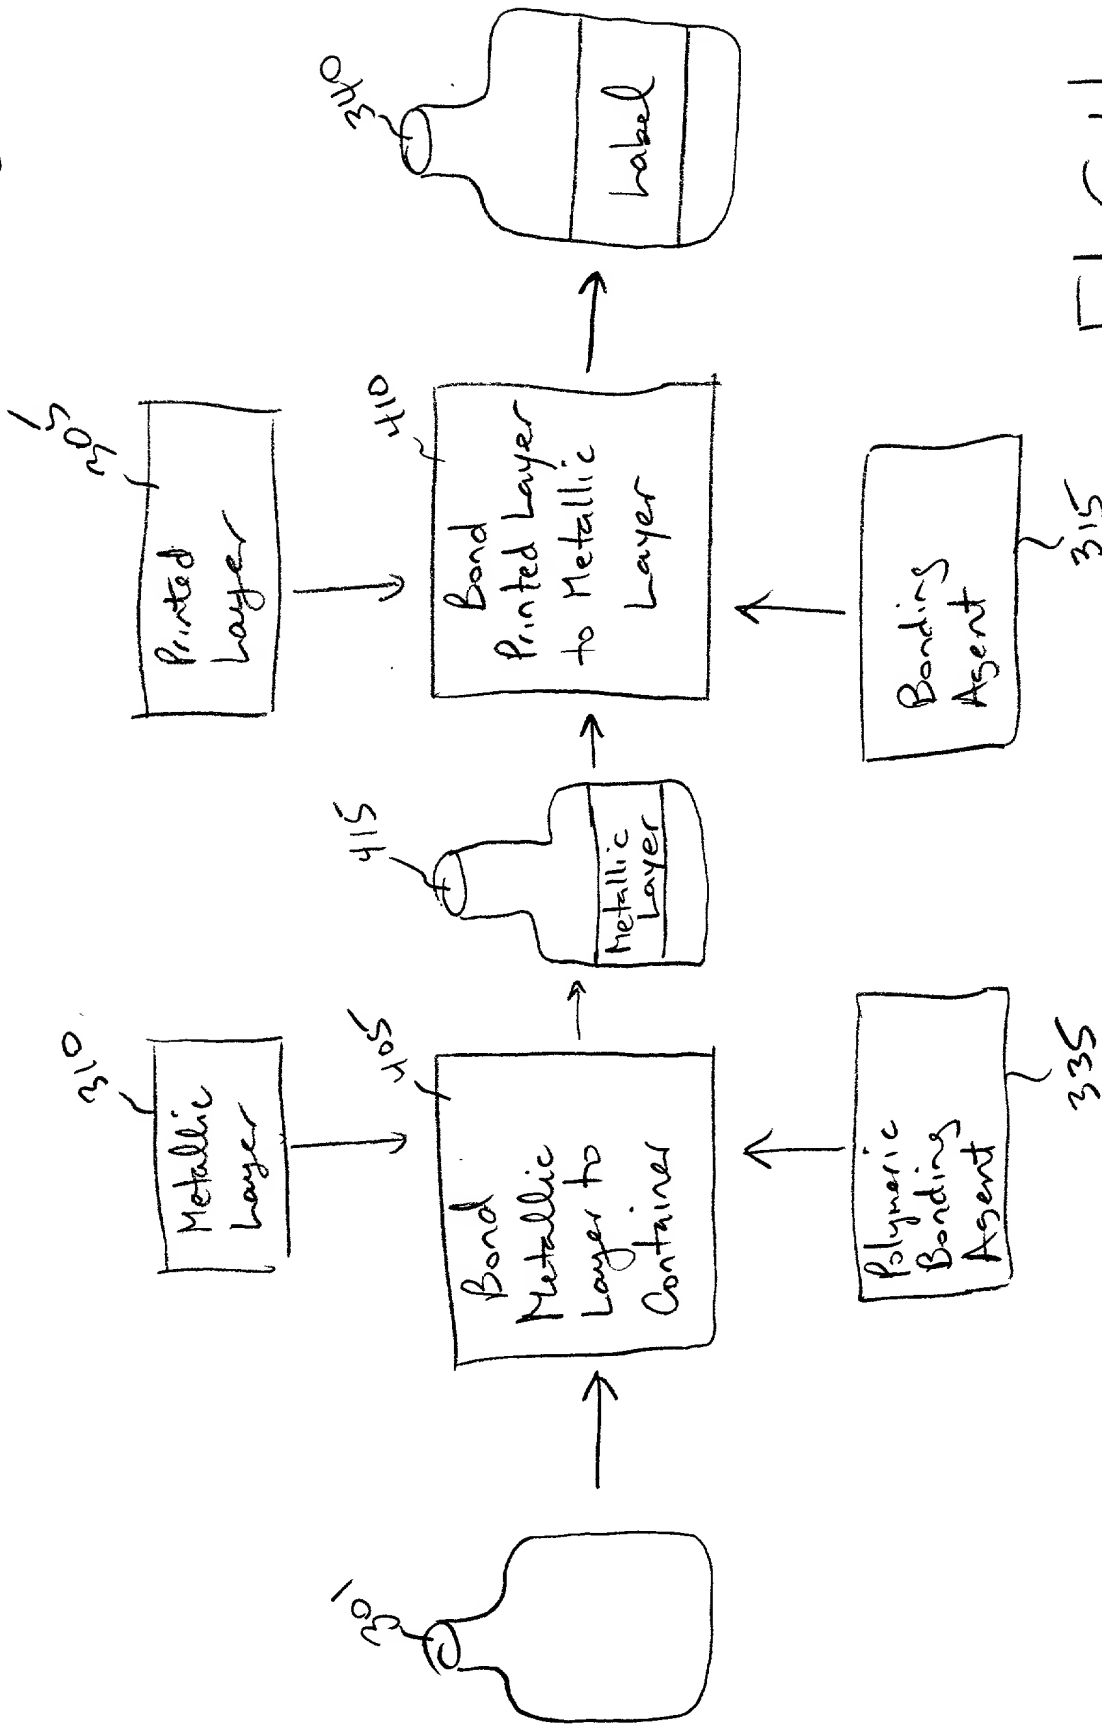 310
Metallic
Layer
305
Printed
Layer
301
405
Bond
Metallic
Layer to
Container
415
Metallic
Layer
410
Bond
Printed Layer
to Metallic
Layer
340
Label
Polymeric
Bonding
Agent
335
Bonding
Agent
315
FIG